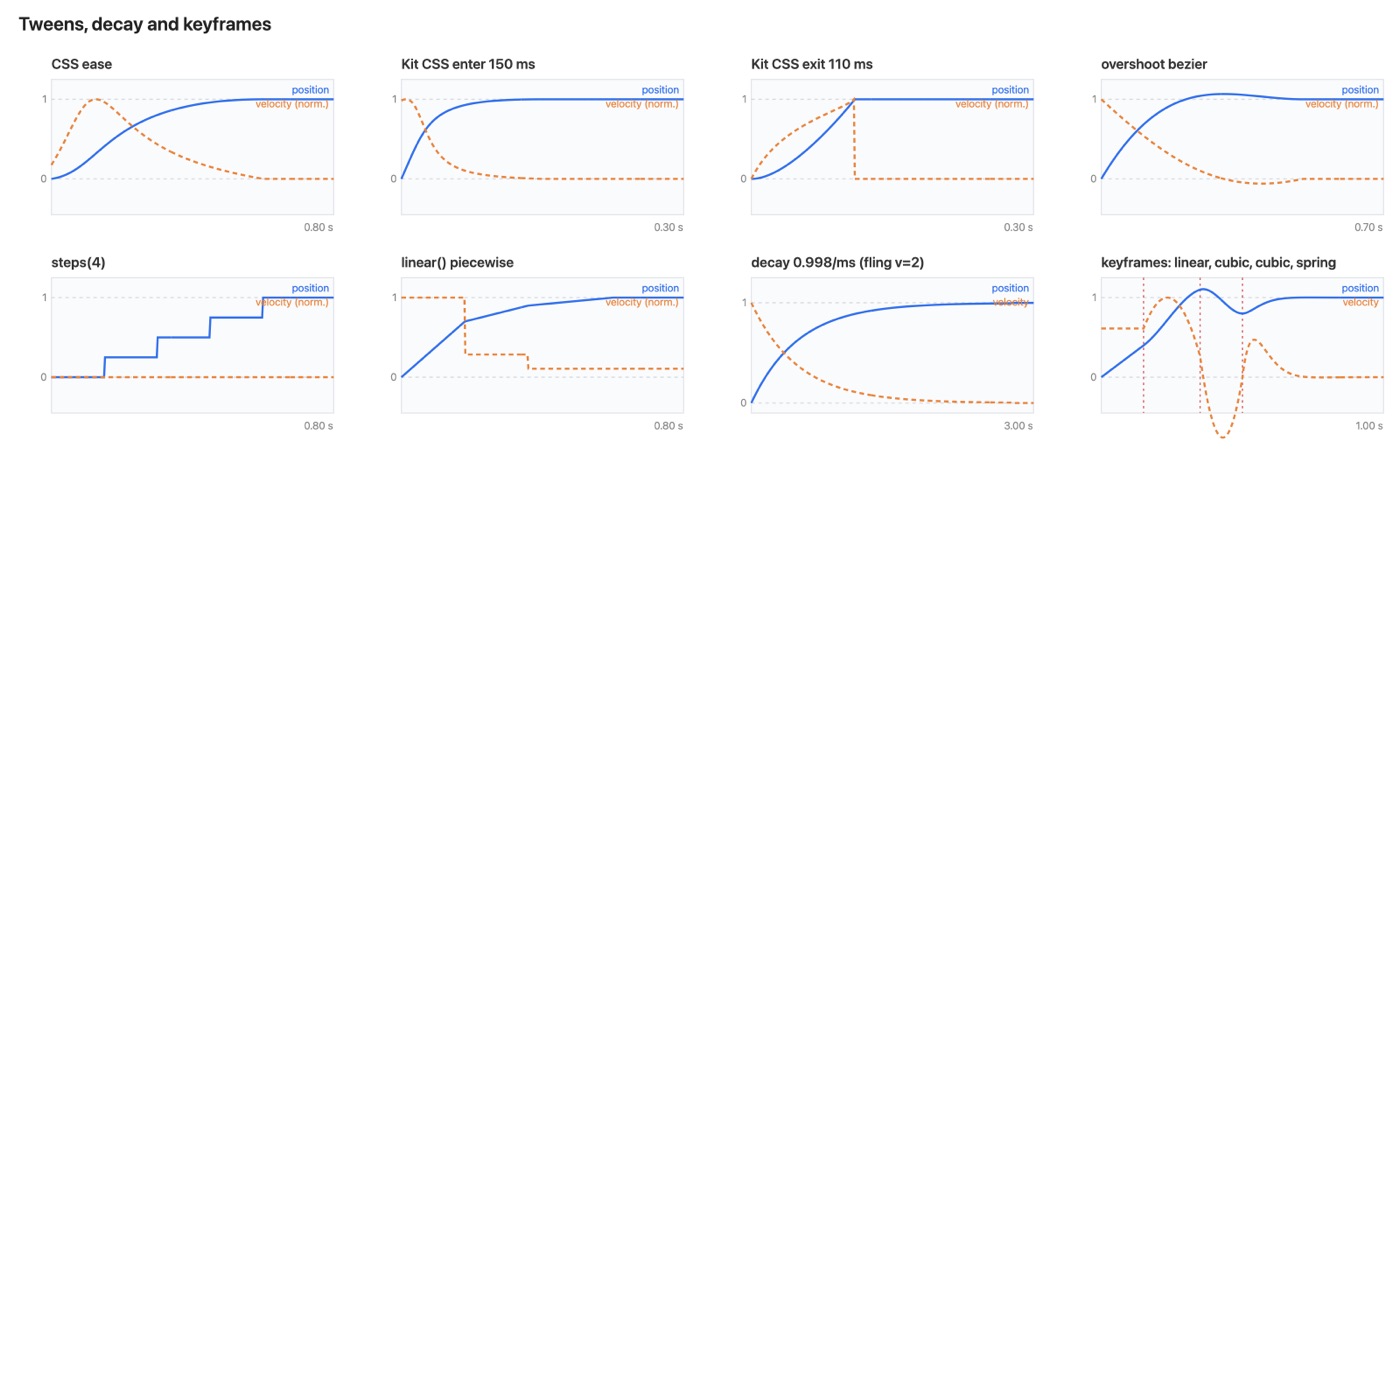 Tweens, decay and keyframes
CSS ease
position
velocity (norm.)
1
0
0.80 s
Kit CSS enter 150 ms
position
velocity (norm.)
1
0
0.30 s
Kit CSS exit 110 ms
position
velocity (norm.)
1
0
0.30 s
overshoot bezier
position
velocity (norm.)
1
0
0.70 s
steps(4)
position
velocity (norm.)
1
0
0.80 s
linear() piecewise
position
velocity (norm.)
1
0
0.80 s
decay 0.998/ms (fling v=2)
position
velocity
1
0
3.00 s
keyframes: linear, cubic, cubic, spring
position
velocity
1
0
1.00 s